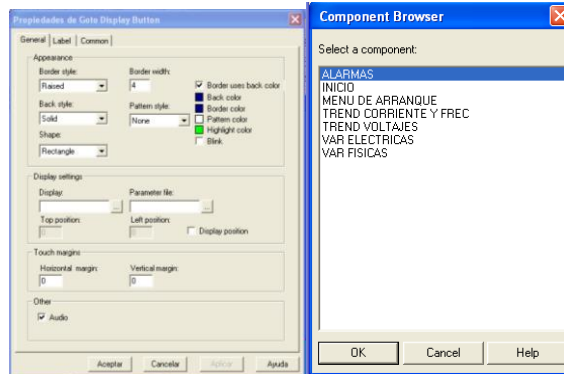 Propiedades de Goto Display Button
General Label Common
Appearance
Border style: Border width:
Raised 4 Border uses back color
Back color
Back style: Pattern style: Border color
Solid None Pattern color
Highlight color
Shape: Blink
Rectangle
Display settings
Display: Parameter file:
... ...
Top position: Left position:
0 0 Display position
Touch margins
Horizontal margin: Vertical margin:
0 0
Other
Audio
Aceptar Cancelar Aplicar Ayuda
Component Browser
Select a component:
ALARMAS
INICIO
MENU DE ARRANQUE
TREND CORRIENTE Y FREC
TREND VOLTAJES
VAR ELECTRICAS
VAR FISICAS
OK Cancel Help